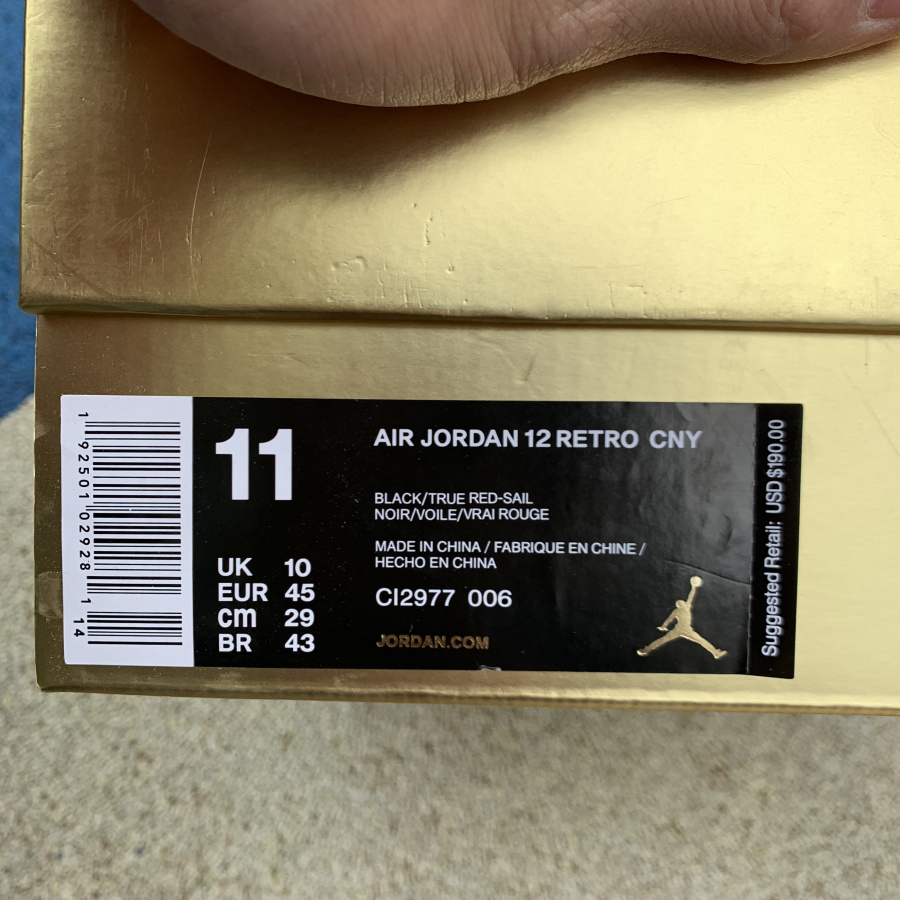 1 92501 02928 1
14
11
UK 10
EUR 45
CM 29
BR 43
AIR JORDAN 12 RETRO CNY
BLACK/TRUE RED-SAIL
NOIR/VOILE/VRAI ROUGE
MADE IN CHINA / FABRIQUE EN CHINE /
HECHO EN CHINA
CI2977 006
JORDAN.COM
Suggested Retail: USD $190.00